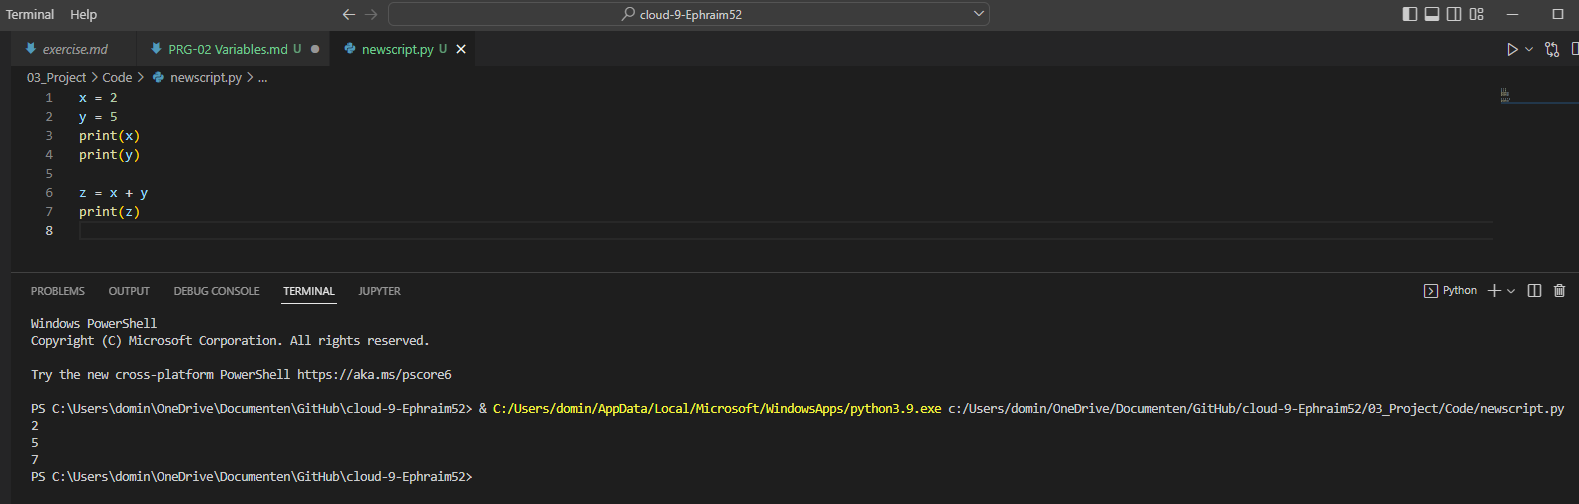 Terminal Help
cloud-9-Ephraim52
exercise.md PRG-02 Variables.md U newscript.py U
03_Project > Code > newscript.py > ...
1 x = 2
2 y = 5
3 print(x)
4 print(y)
5
6 z = x + y
7 print(z)
8
PROBLEMS OUTPUT DEBUG CONSOLE TERMINAL JUPYTER
Python
Windows PowerShell
Copyright (C) Microsoft Corporation. All rights reserved.
Try the new cross-platform PowerShell https://aka.ms/pscore6
PS C:\Users\domin\OneDrive\Documenten\GitHub\cloud-9-Ephraim52> & C:/Users/domin/AppData/Local/Microsoft/WindowsApps/python3.9.exe c:/Users/domin/OneDrive/Documenten/GitHub/cloud-9-Ephraim52/03_Project/Code/newscript.py
2
5
7
PS C:\Users\domin\OneDrive\Documenten\GitHub\cloud-9-Ephraim52>